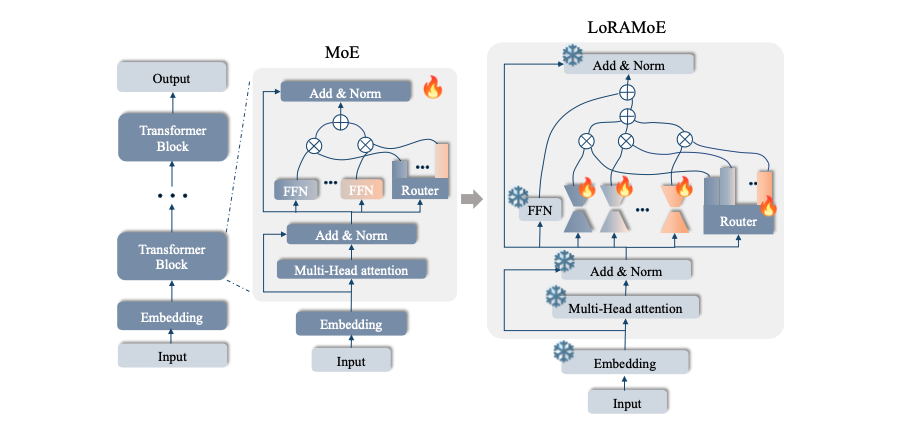 Output
Transformer
Block
• • •
Transformer
Block
Embedding
Input
MoE
Add & Norm
FFN
•••
FFN
•••
Router
Add & Norm
Multi-Head attention
Embedding
Input
LoRAMoE
Add & Norm
FFN
•••
••
Router
Add & Norm
Multi-Head attention
Embedding
Input